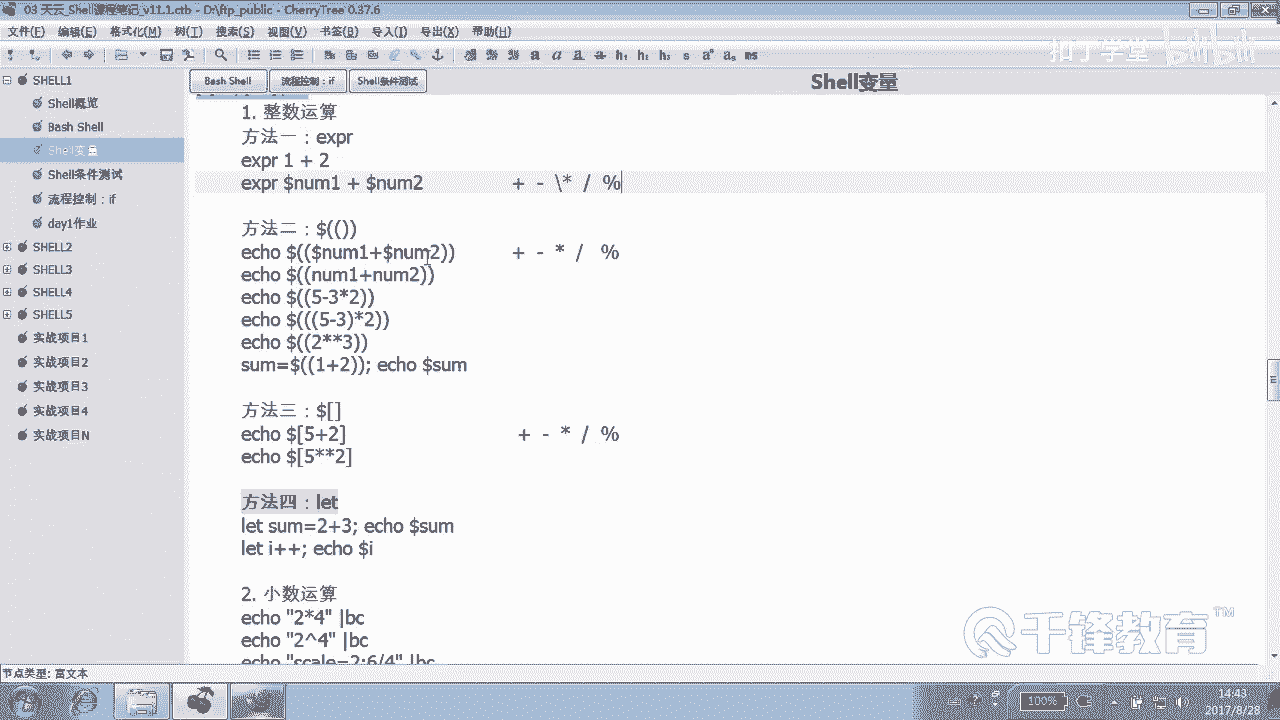 03 天云_Shell课程笔记_v11.1.ctb - D:\ftp_public - CherryTree 0.37.6
文件(F) 编辑(E) 格式化(M) 树(T) 搜索(S) 视图(V) 书签(B) 导入(I) 导出(X) 帮助(H)
扣丁学堂 bilibili
SHELL1
Shell概览
Bash Shell
Shell变量
Shell条件测试
流程控制：if
day1作业
SHELL2
SHELL3
SHELL4
SHELL5
实战项目1
实战项目2
实战项目3
实战项目4
实战项目N
Bash Shell 流程控制：if Shell条件测试 Shell变量
1. 整数运算
方法一：expr
expr 1 + 2
expr $num1 + $num2 + - \* / %
方法二：$(())
echo $(($num1+$num2)) + - * / %
echo $((num1+num2))
echo $((5-3*2))
echo $(((5-3)*2))
echo $((2**3))
sum=$((1+2)); echo $sum
方法三：$[]
echo $[5+2] + - * / %
echo $[5**2]
方法四：let
let sum=2+3; echo $sum
let i++; echo $i
2. 小数运算
echo "2*4" |bc
echo "2^4" |bc
echo "scale=2;6/4" |bc
千锋教育 TM
节点类型: 富文本
100%
14:43
2017/8/28